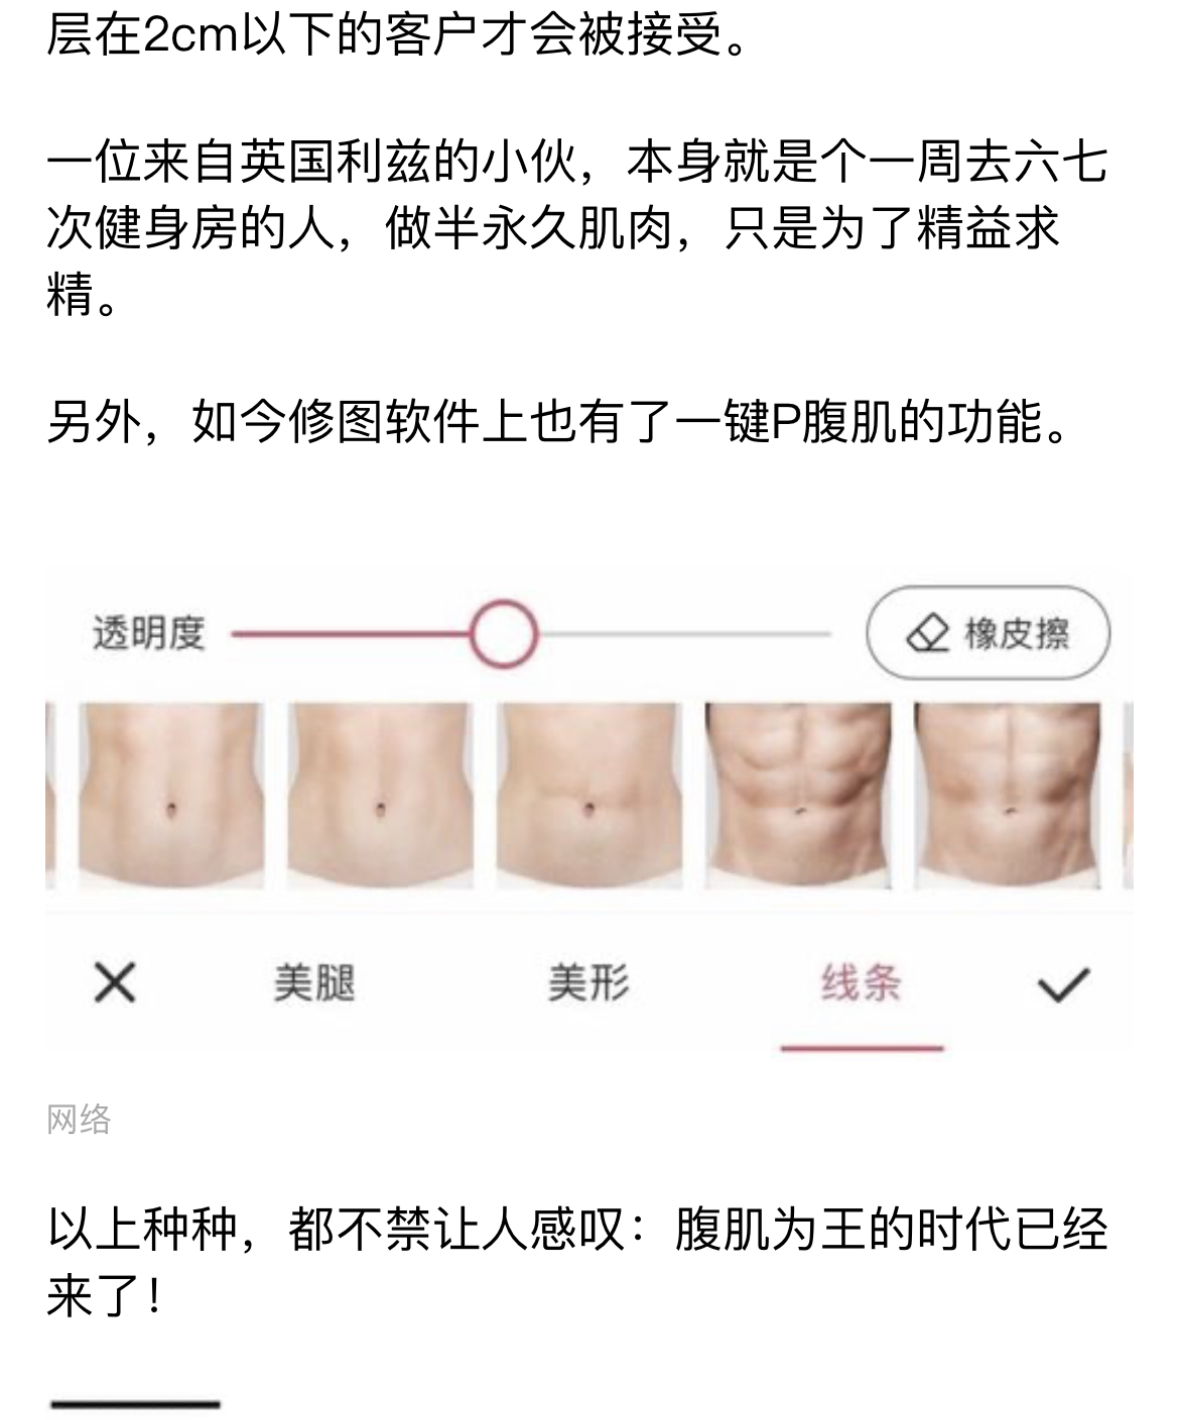 层在2cm以下的客户才会被接受。
一位来自英国利兹的小伙，本身就是个一周去六七
次健身房的人，做半永久肌肉，只是为了精益求
精。
另外，如今修图软件上也有了一键P腹肌的功能。
透明度
橡皮擦
美腿
美形
线条
网络
以上种种，都不禁让人感叹：腹肌为王的时代已经
来了！